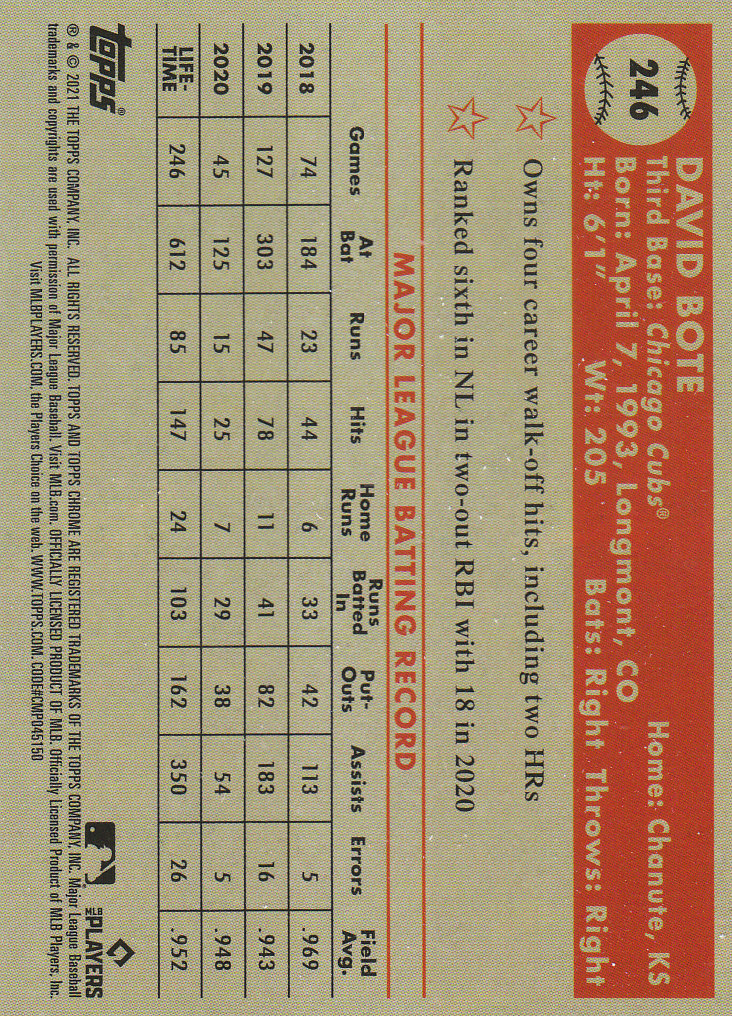 246
DAVID BOTE
Third Base: Chicago Cubs® Home: Chanute, KS
Born: April 7, 1993, Longmont, CO
Ht: 6'1" Wt: 205 Bats: Right Throws: Right
Owns four career walk-off hits, including two HRs
Ranked sixth in NL in two-out RBI with 18 in 2020
MAJOR LEAGUE BATTING RECORD
Games At Bat Runs Hits Home Runs Runs Batted In Put-Outs Assists Errors Field Avg.
2018 74 184 23 44 6 33 42 113 5 .969
2019 127 303 47 78 11 41 82 183 16 .943
2020 45 125 15 25 7 29 38 54 5 .948
LIFE-TIME 246 612 85 147 24 103 162 350 26 .952
topps®
MLB PLAYERS
® & © 2021 THE TOPPS COMPANY, INC. ALL RIGHTS RESERVED. TOPPS AND TOPPS CHROME ARE REGISTERED TRADEMARKS OF THE TOPPS COMPANY, INC. Major League Baseball
trademarks and copyrights are used with permission of Major League Baseball. Visit MLB.com. OFFICIALLY LICENSED PRODUCT OF MLB. Officially Licensed Product of MLB Players, Inc.
Visit MLBPLAYERS.COM, the Players Choice on the web. WWW.TOPPS.COM. CODE#CMP045150